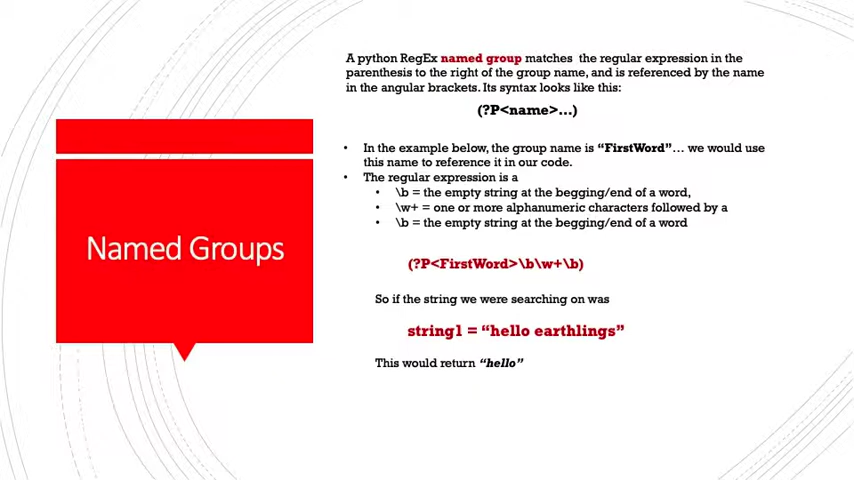 Named Groups
A python RegEx named group matches the regular expression in the
parenthesis to the right of the group name, and is referenced by the name
in the angular brackets. Its syntax looks like this:
(?P<name>…)
• In the example below, the group name is “FirstWord”… we would use
this name to reference it in our code.
• The regular expression is a
• \b = the empty string at the begging/end of a word,
• \w+ = one or more alphanumeric characters followed by a
• \b = the empty string at the begging/end of a word
(?P<FirstWord>\b\w+\b)
So if the string we were searching on was
string1 = “hello earthlings”
This would return “hello”